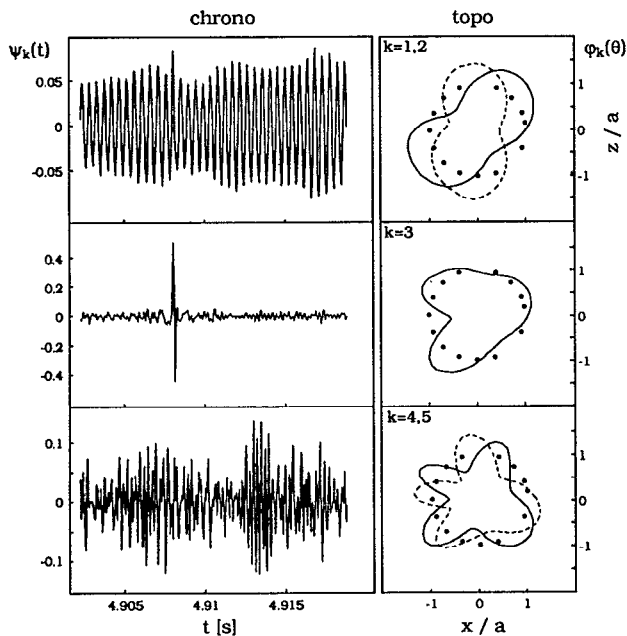 chrono topo
ψk(t) k=1,2 φk(θ)
0.05
0
-0.05
1
0
-1
z / a
k=3
0.4
0.2
0
-0.2
-0.4
1
0
-1
k=4,5
0.1
0
-0.1
1
0
-1
4.905 4.91 4.915 -1 0 1
t [s] x / a